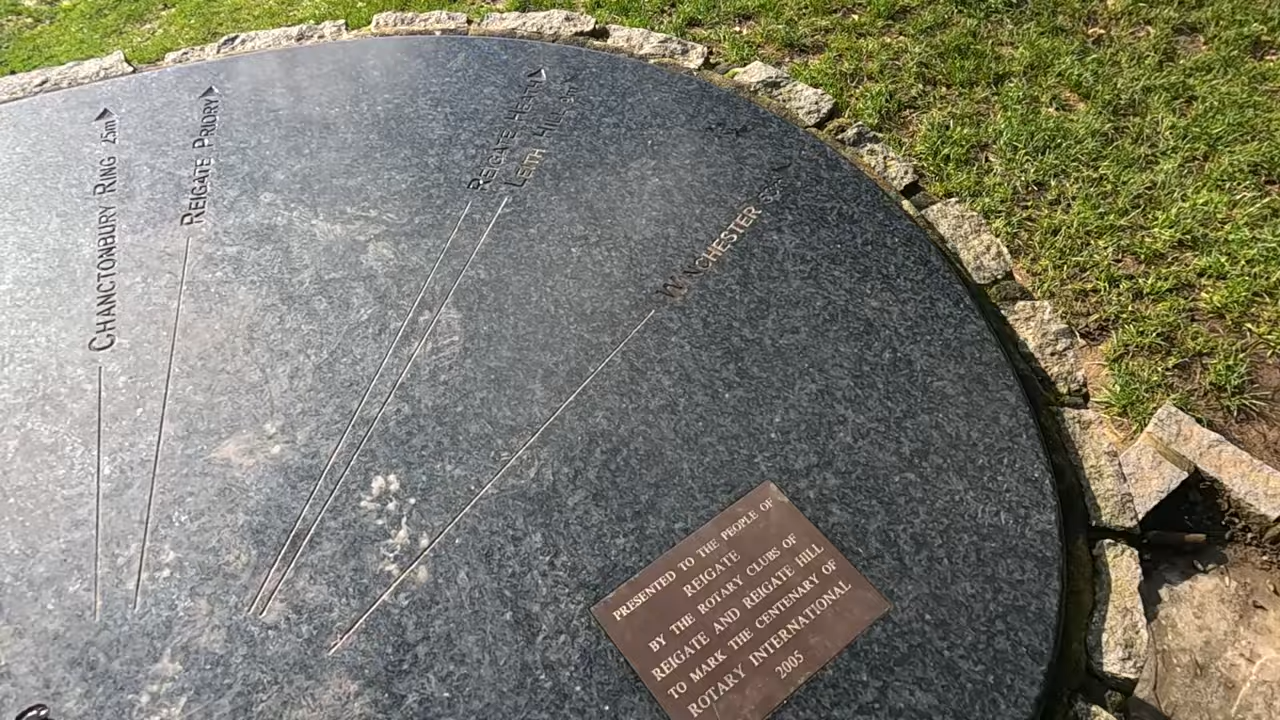 CHANCTONBURY RING 25m
REIGATE PRIORY
REIGATE HEATH
LEITH HILL
WINCHESTER
PRESENTED TO THE PEOPLE OF
REIGATE
BY THE ROTARY CLUBS OF
REIGATE AND REIGATE HILL
TO MARK THE CENTENARY OF
ROTARY INTERNATIONAL
2005